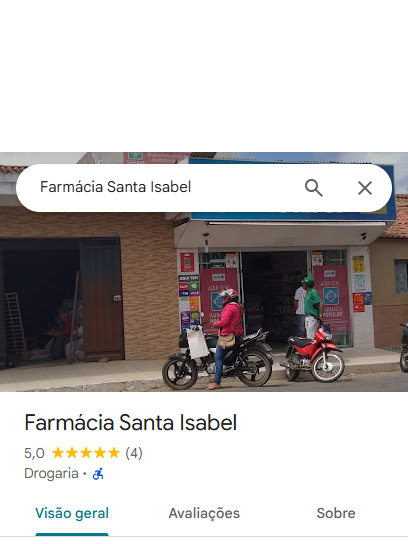 Farmácia Santa Isabel
AQUI TEM
FARMÁCIA
POPULAR
AQUI TEM
FARMÁCIA
POPULAR
Farmácia Santa Isabel
5,0 ★★★★★ (4)
Drogaria ·
Visão geral Avaliações Sobre